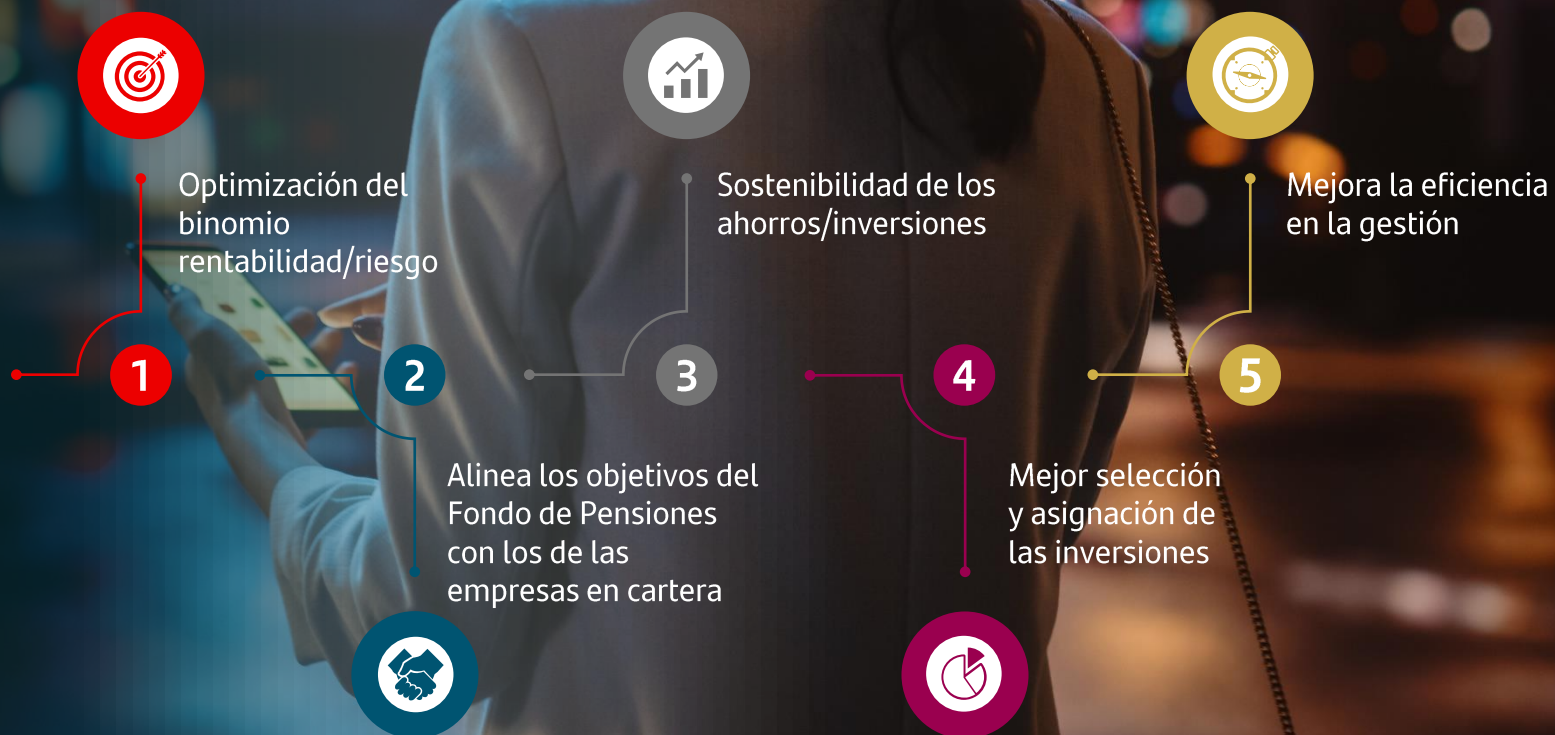 Optimización del
binomio
rentabilidad/riesgo
1
Alinea los objetivos del
Fondo de Pensiones
con los de las
empresas en cartera
2
Sostenibilidad de los
ahorros/inversiones
3
Mejor selección
y asignación de
las inversiones
4
Mejora la eficiencia
en la gestión
5